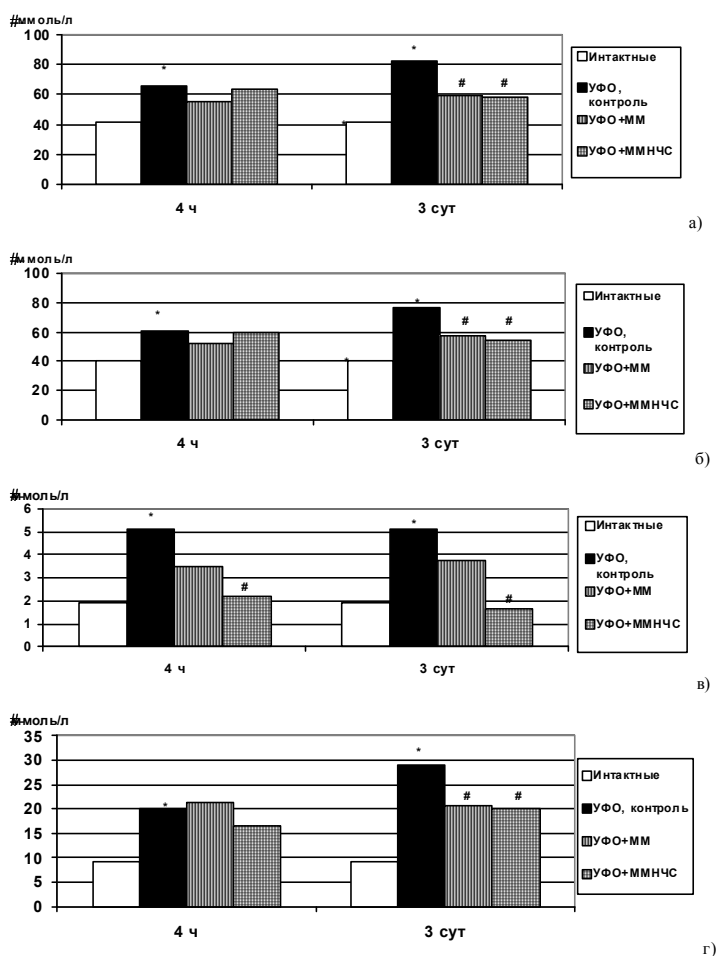 ммоль/л
100
80
60
40
20
0
*
*
*
#
#
4 ч
3 сут
Интактные
УФО,
контроль
УФО+ММ
УФО+ММНЧС
а)
ммоль/л
100
80
60
40
20
0
*
*
*
#
#
4 ч
3 сут
Интактные
УФО,
контроль
УФО+ММ
УФО+ММНЧС
б)
моль/л
6
5
4
3
2
1
0
*
#
*
#
4 ч
3 сут
Интактные
УФО,
контроль
УФО+ММ
УФО+ММНЧС
в)
моль/л
35
30
25
20
15
10
5
0
*
*
#
#
4 ч
3 сут
Интактные
УФО, контроль
УФО+ММ
УФО+ММНЧС
г)